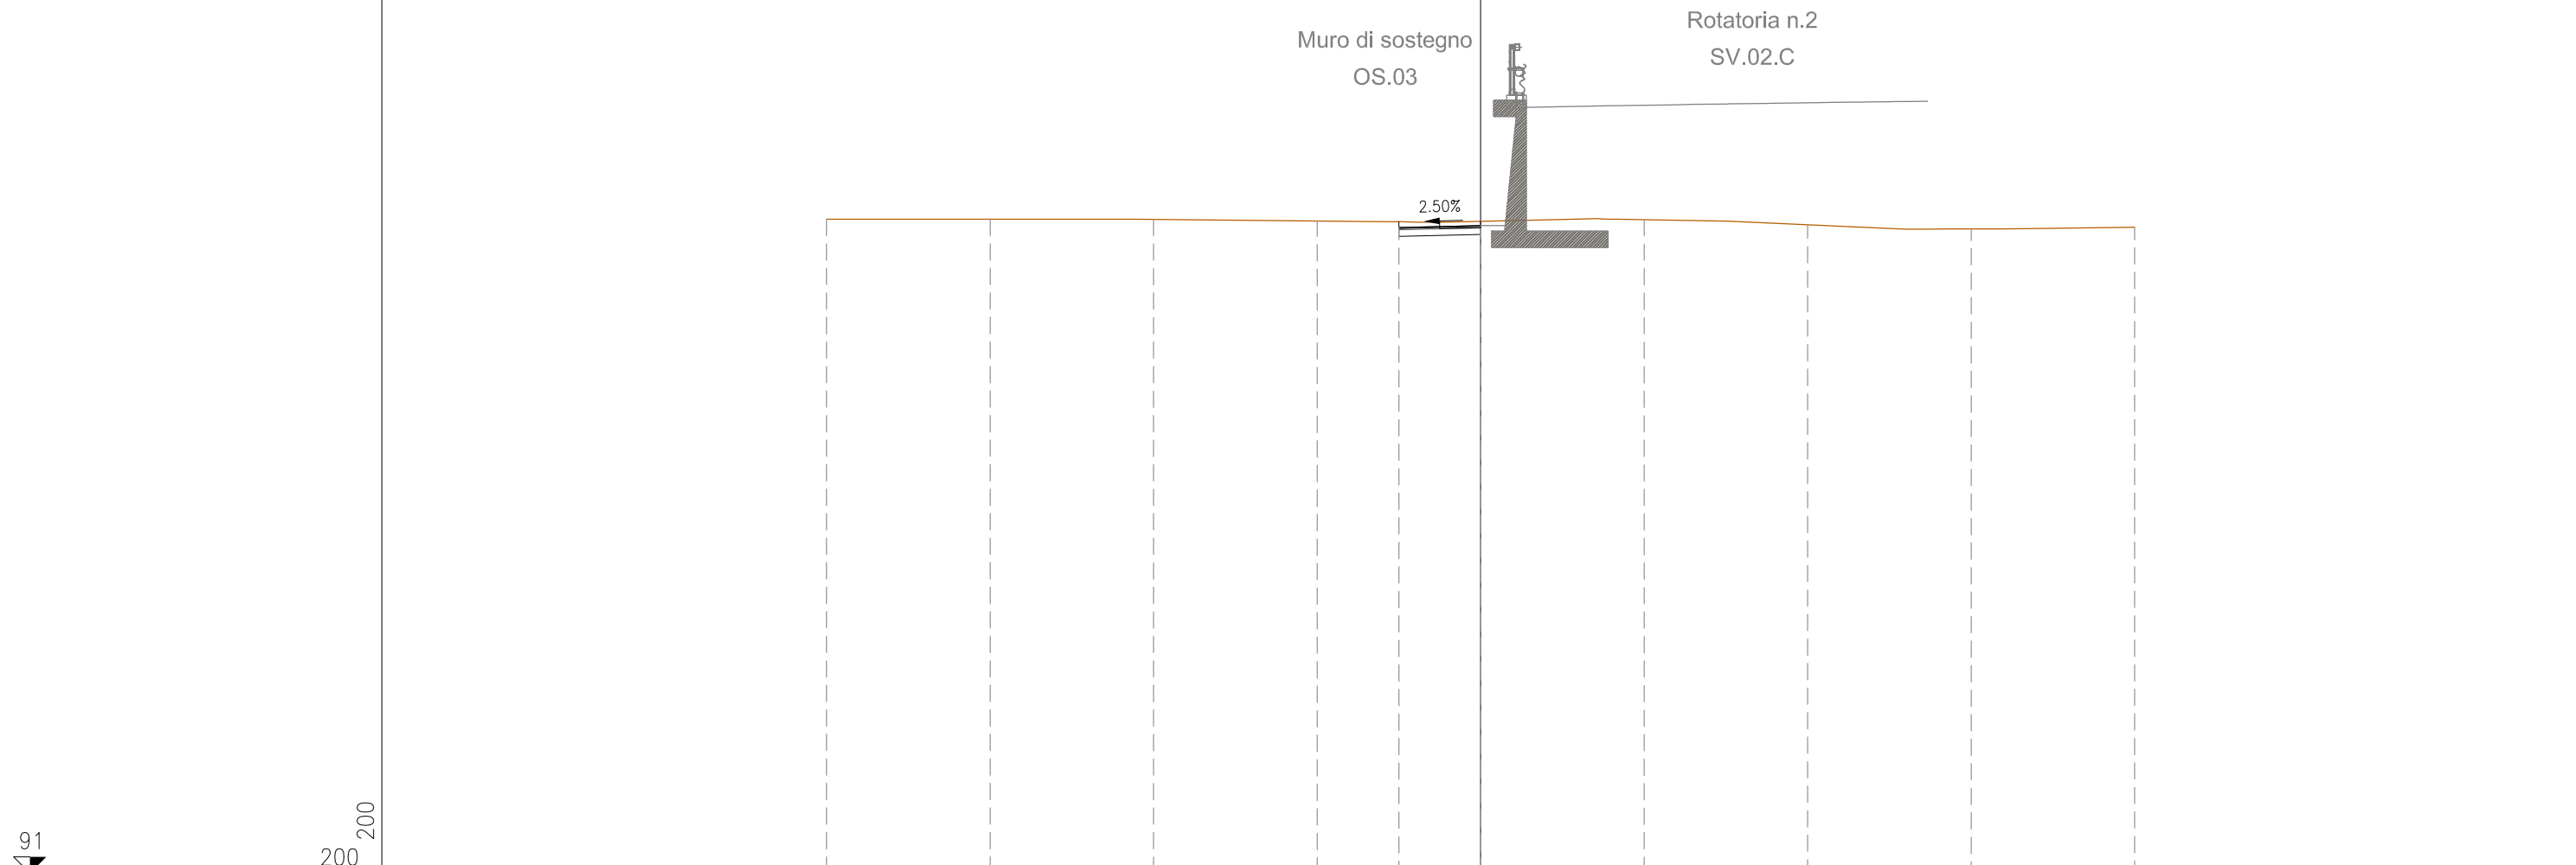 Rotatoria n.2
SV.02.C
Muro di sostegno
OS.03
2.50%
200
91
200